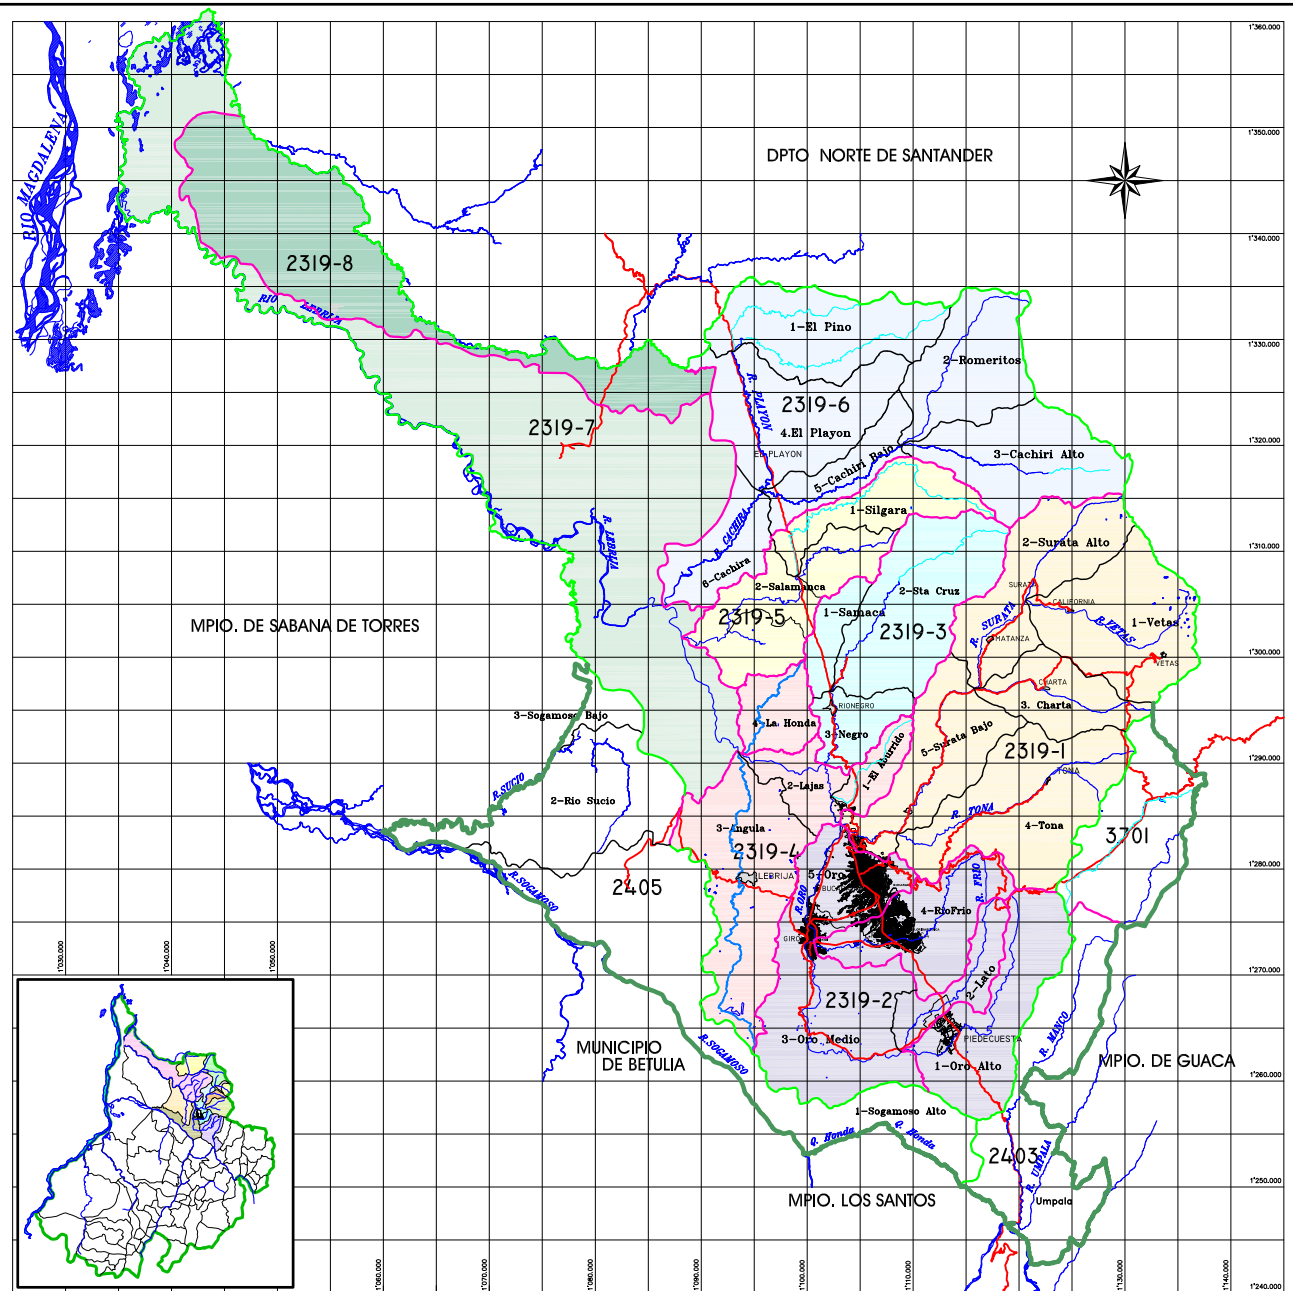 1'360.000
1'350.000
1'340.000
1'330.000
1'320.000
1'310.000
1'300.000
1'290.000
1'280.000
1'270.000
1'260.000
1'250.000
1'240.000
DPTO NORTE DE SANTANDER
RIO MAGDALENA
2319-8
RIO LEBRIJA
1-El Pino
2-Romeritos
R. PLAYON
2319-6
4.El Playon
2319-7
EL PLAYON
3-Cachiri Alto
5-Cachiri Bajo
1-Silgara
R. CACHIRA
R. LEBRIJA
2-Surata Alto
6-Cachira
2-Salamanca
2-Sta Cruz
SURATA
CALIFORNIA
1-Samaca
2319-5
2319-3
R. SURATA
R.VETAS
1-Vetas
MATANZA
MPIO. DE SABANA DE TORRES
VETAS
CHARTA
3. Charta
RIONEGRO
3-Sogamoso Bajo
4-La Honda
3-Negro
5-Surata Bajo
1-El Aburrido
2319-1
TONA
R.SUCIO
2-Rio Sucio
2-Lajas
R. TONA
4-Tona
3-Angula
2319-4
3701
LEBRIJA
5-Oro
2405
R.SOGAMOSO
R.ORO
R. FRIO
4-RioFrio
2-Lato
2319-2
3-Oro Medio
PIEDECUESTA
1-Oro Alto
R. MANCO
MPIO. DE GUACA
MUNICIPIO
DE BETULIA
R.SOGAMOSO
1-Sogamoso Alto
Q. Honda
Q. Honda
2403
R. UMPALA
Umpala
MPIO. LOS SANTOS
1'030.000
1'040.000
1'050.000
1'060.000
1'070.000
1'080.000
1'090.000
1'100.000
1'110.000
1'130.000
1'140.000